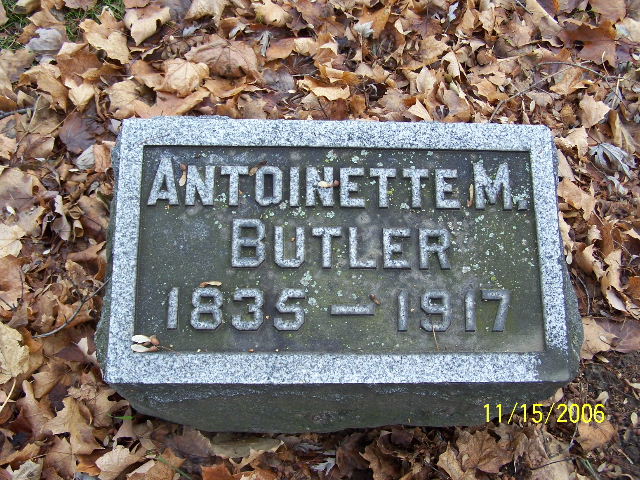 ANTOINETTE M.
BUTLER
1835 – 1917
11/15/2006